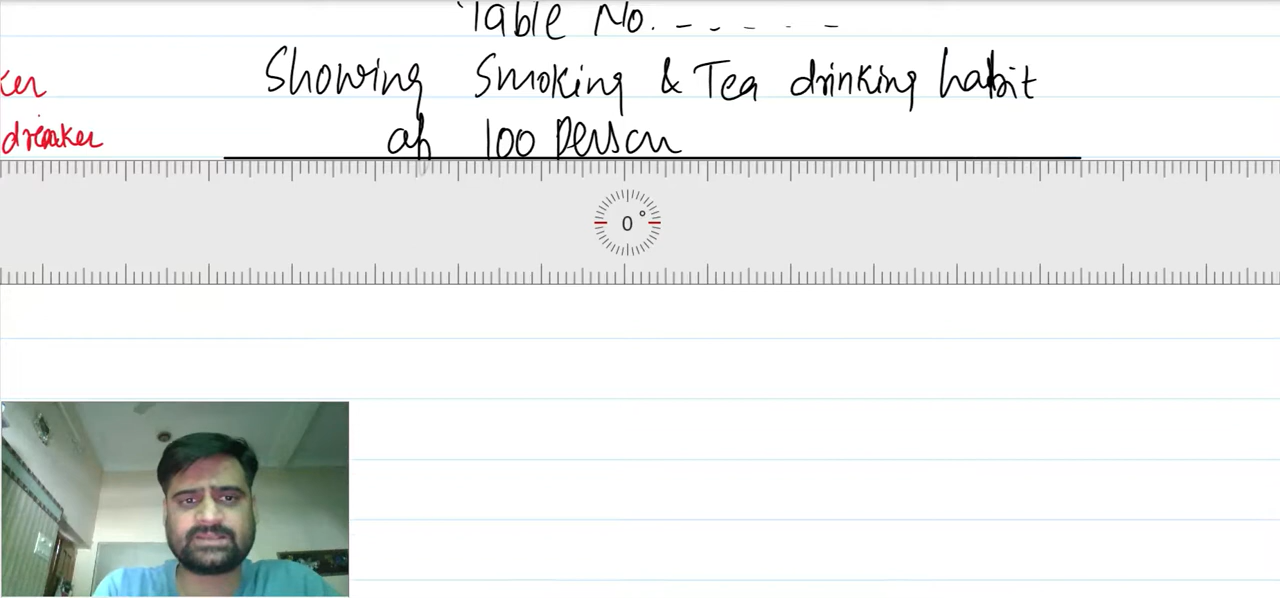 Table No. - - - - -
Showing Smoking & Tea drinking habit
ker
of 100 Person
drinker
0°